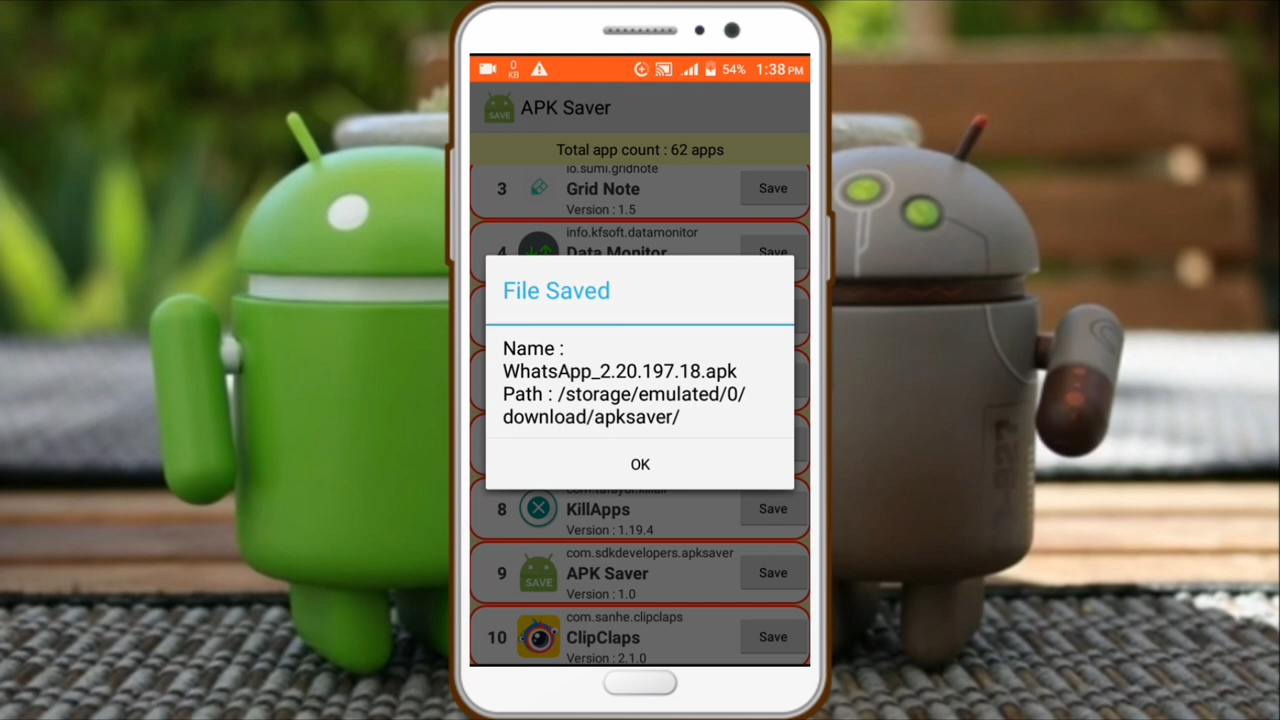 0
KB
54% 1:38 PM
SAVE
APK Saver
Total app count : 62 apps
io.sumi.gridnote
3
Grid Note
Save
Version : 1.5
info.kfsoft.datamonitor
4
Data Monitor
Save
File Saved
Name :
WhatsApp_2.20.197.18.apk
Path : /storage/emulated/0/
download/apksaver/
OK
com.tafayor.killall
8
KillApps
Save
Version : 1.19.4
com.sdkdevelopers.apksaver
9
SAVE
APK Saver
Save
Version : 1.0
com.sanhe.clipclaps
10
ClipClaps
Save
Version : 2.1.0